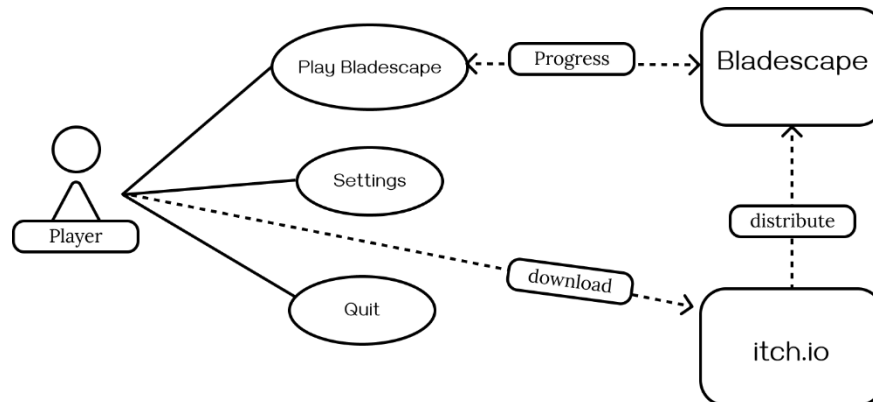 Play Bladescape
Progress
Bladescape
Settings
Player
distribute
download
Quit
itch.io